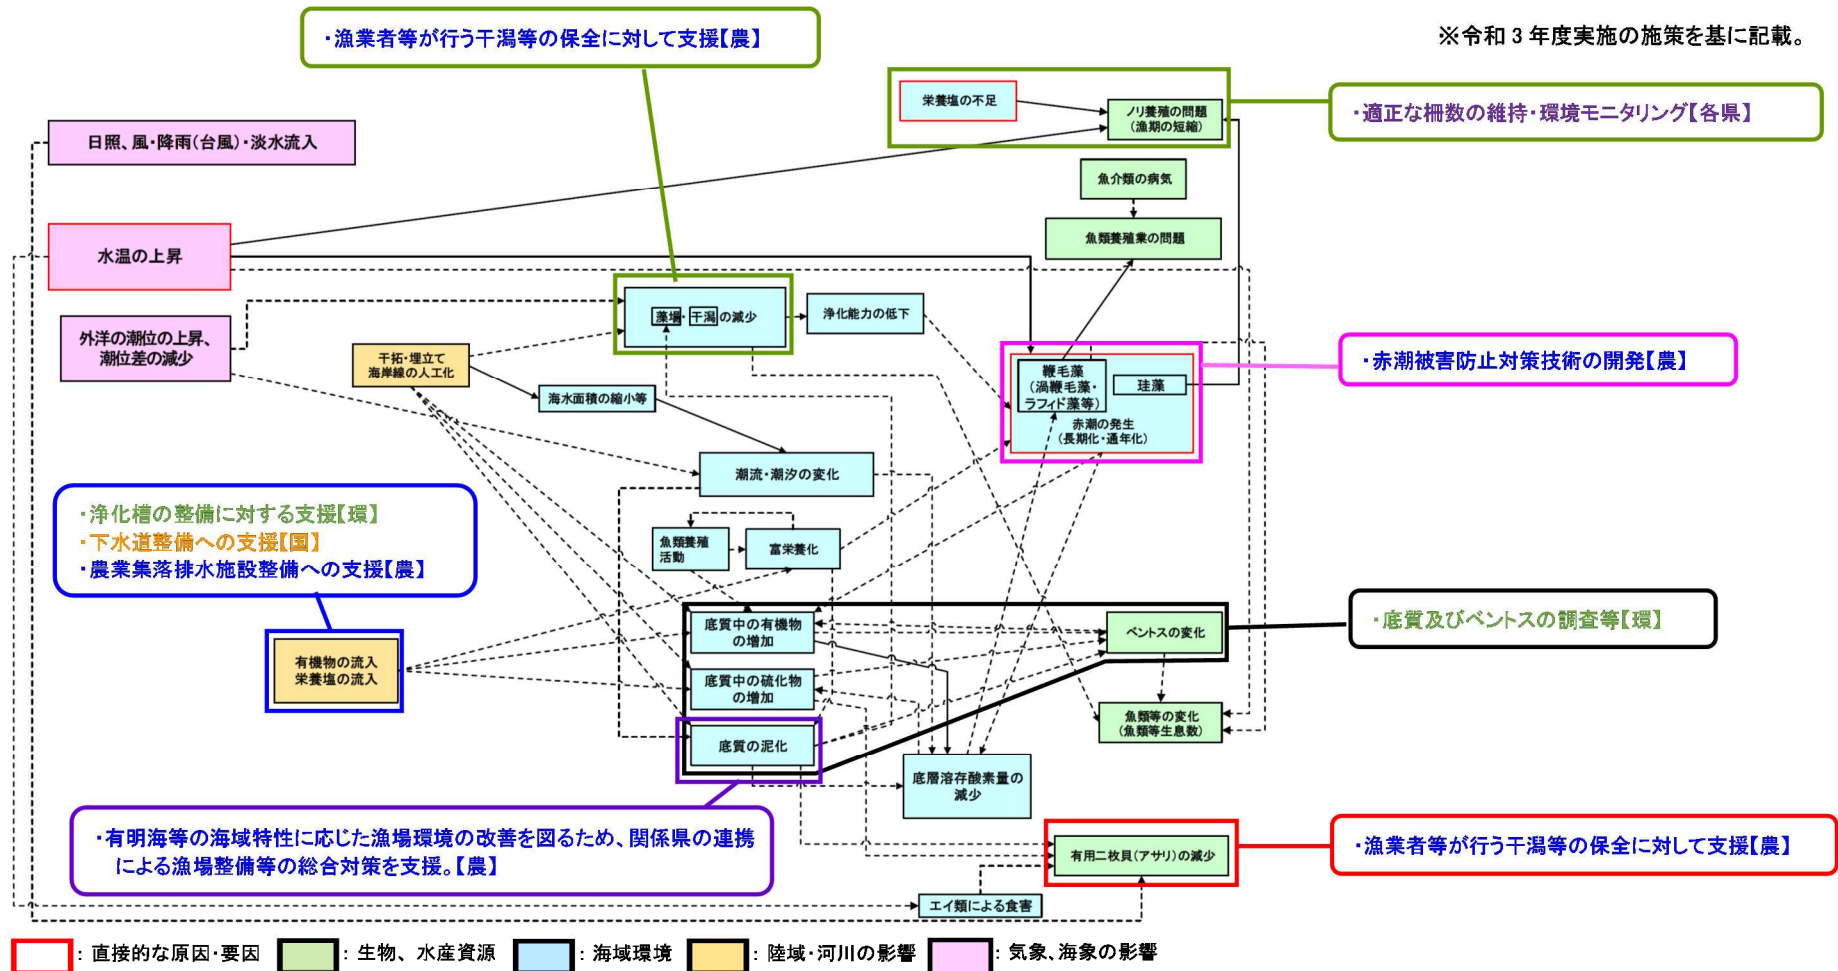 ・漁業者等が行う干潟等の保全に対して支援【農】
※令和３年度実施の施策を基に記載。
栄養塩の不足
ノリ養殖の問題
（漁期の短縮）
・適正な柵数の維持・環境モニタリング【各県】
日照、風・降雨(台風)・淡水流入
魚介類の病気
魚類養殖業の問題
水温の上昇
藻場・干潟の減少
浄化能力の低下
外洋の潮位の上昇、
潮位差の減少
干拓・埋立て
海岸線の人工化
海水面積の縮小等
鞭毛藻
（渦鞭毛藻・
ラフィド藻等）
珪藻
赤潮の発生
（長期化・通年化）
・赤潮被害防止対策技術の開発【農】
潮流・潮汐の変化
・浄化槽の整備に対する支援【環】
・下水道整備への支援【国】
・農業集落排水施設整備への支援【農】
魚類養殖
活動
富栄養化
底質中の有機物
の増加
ベントスの変化
・底質及びベントスの調査等【環】
有機物の流入
栄養塩の流入
底質中の硫化物
の増加
魚類等の変化
（魚類等生息数）
底質の泥化
底層溶存酸素量の
減少
・有明海等の海域特性に応じた漁場環境の改善を図るため、関係県の連携
による漁場整備等の総合対策を支援。【農】
有用二枚貝(アサリ)の減少
・漁業者等が行う干潟等の保全に対して支援【農】
エイ類による食害
：直接的な原因・要因
：生物、水産資源
：海域環境
：陸域・河川の影響
：気象、海象の影響